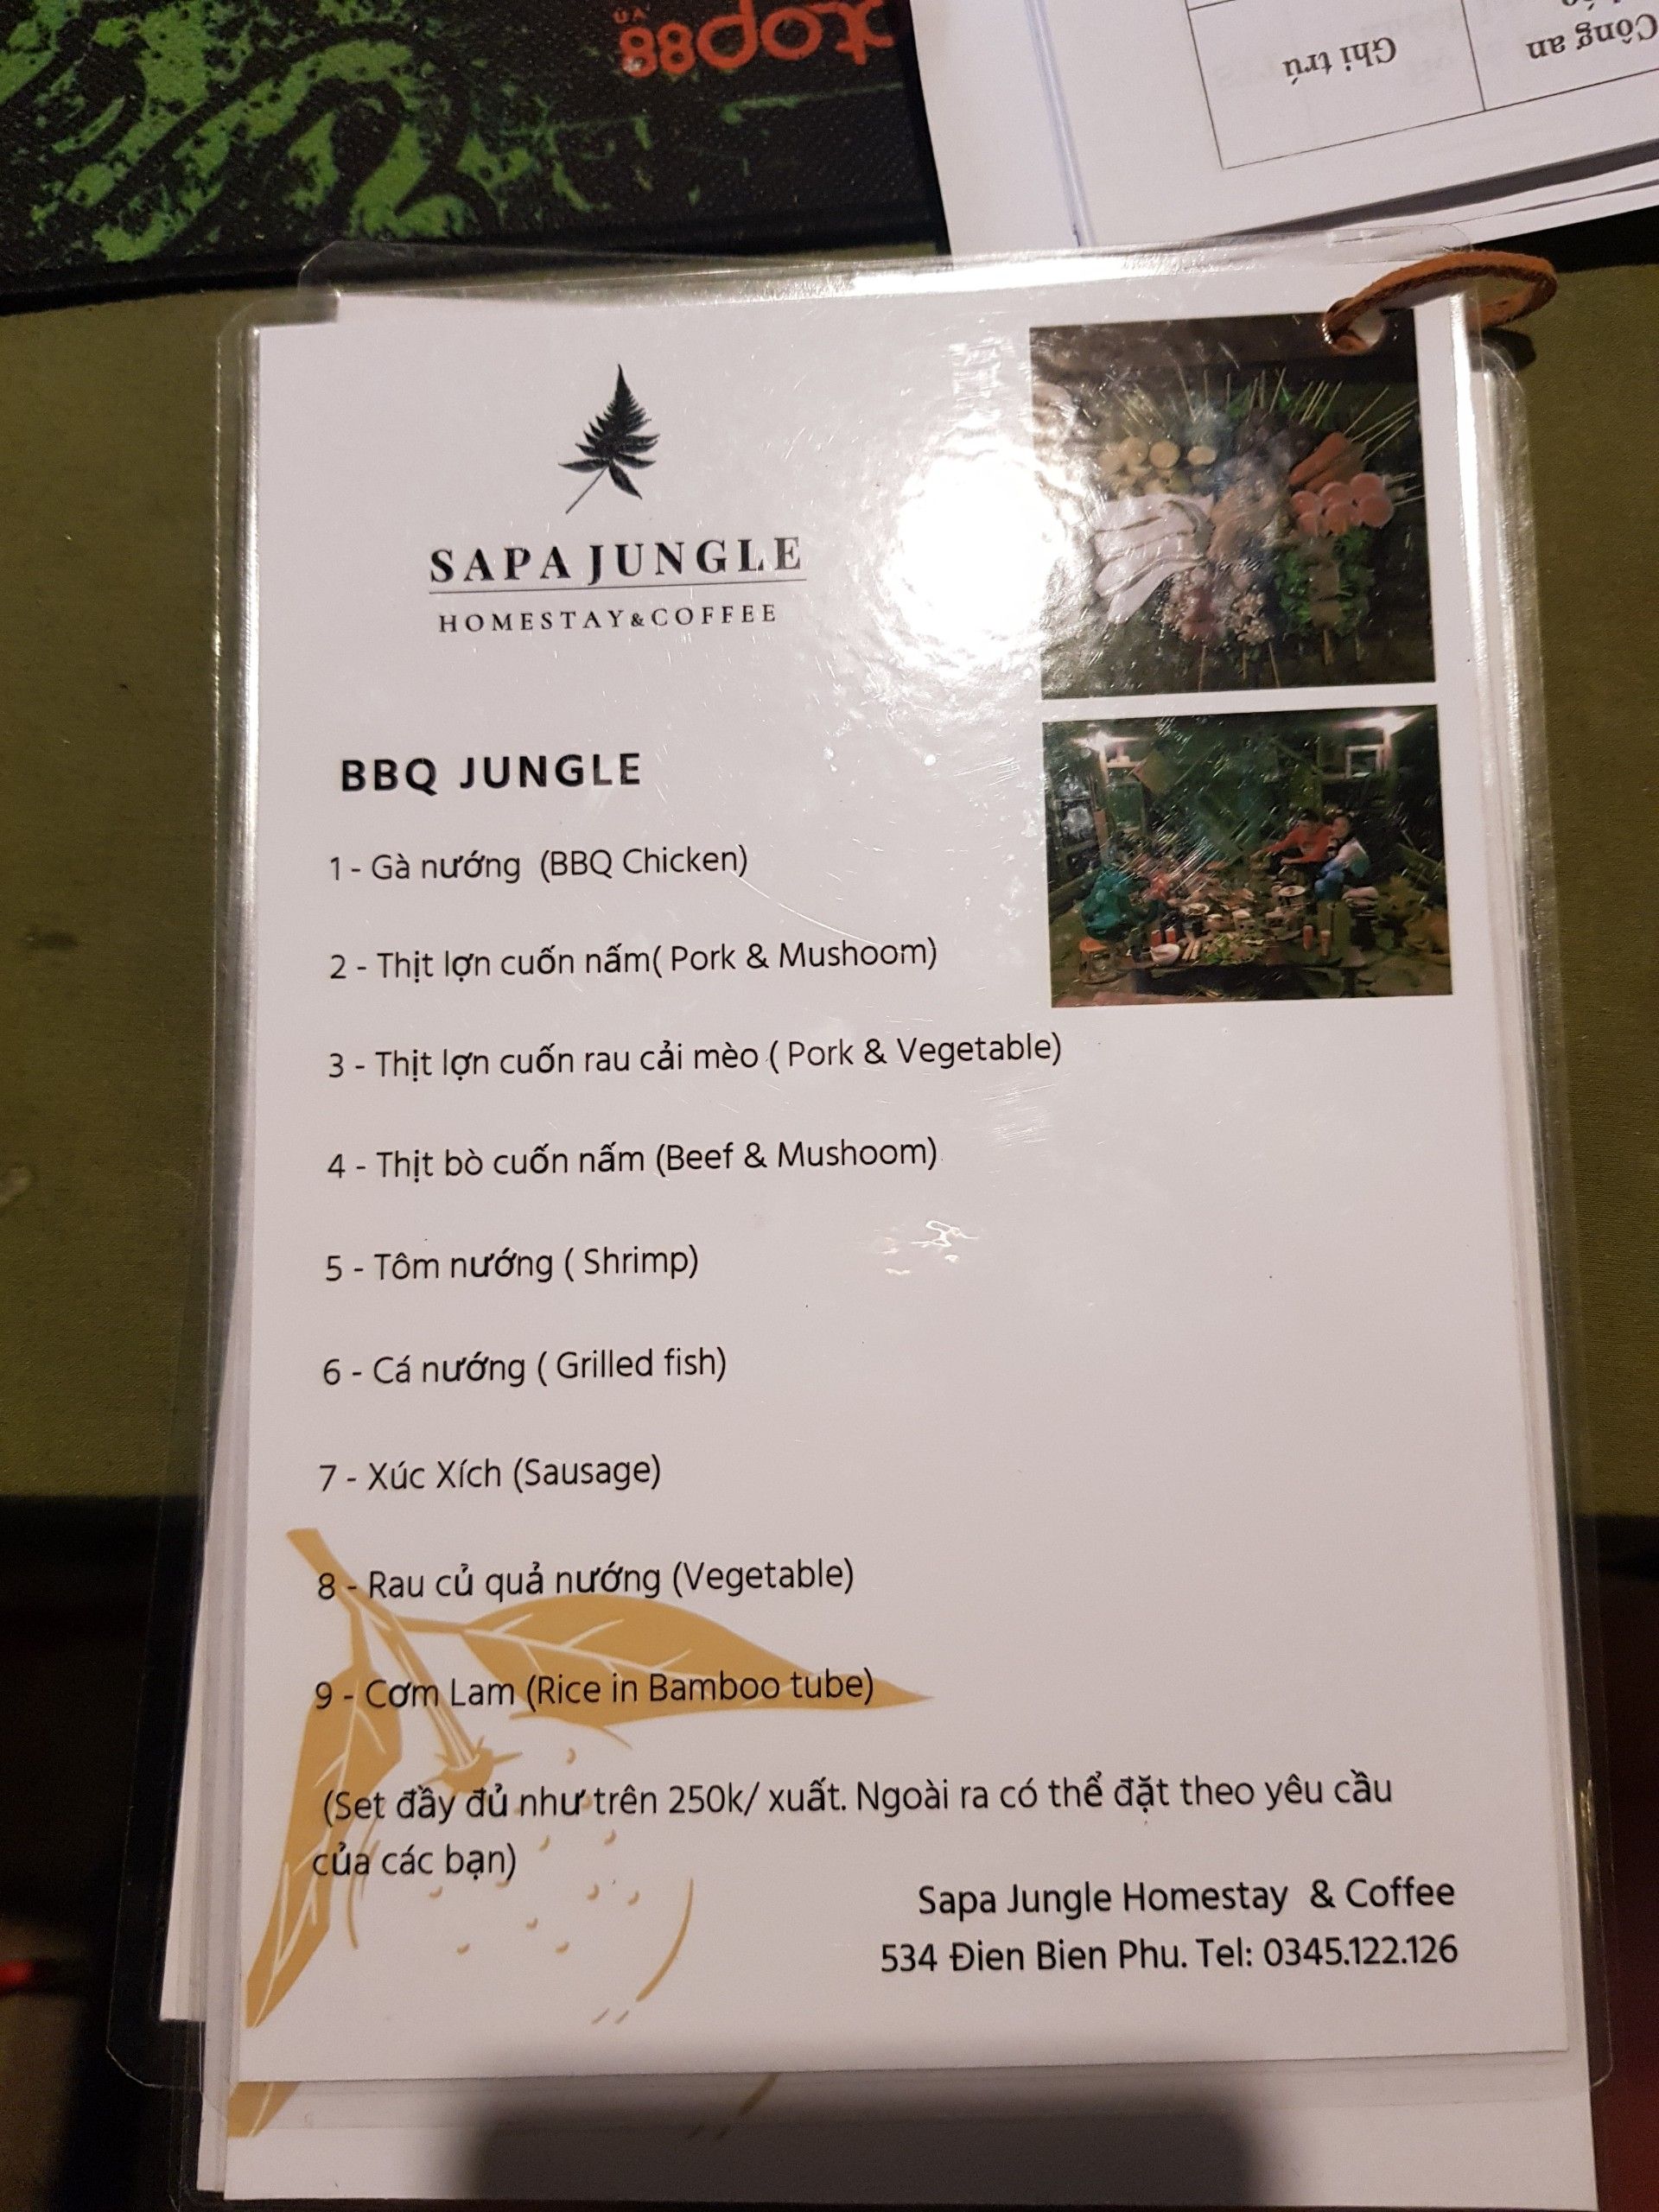 xtop88
VN
Ghi trú
Công an
SAPA JUNGLE
HOMESTAY&COFFEE
BBQ JUNGLE
1 - Gà nướng (BBQ Chicken)
2 - Thịt lợn cuốn nấm( Pork & Mushoom)
3 - Thịt lợn cuốn rau cải mèo ( Pork & Vegetable)
4 - Thịt bò cuốn nấm (Beef & Mushoom)
5 - Tôm nướng ( Shrimp)
6 - Cá nướng ( Grilled fish)
7 - Xúc Xích (Sausage)
8 - Rau củ quả nướng (Vegetable)
9 - Cơm Lam (Rice in Bamboo tube)
(Set đầy đủ như trên 250k/ xuất. Ngoài ra có thể đặt theo yêu cầu
của các bạn)
Sapa Jungle Homestay & Coffee
534 Đien Bien Phu. Tel: 0345.122.126